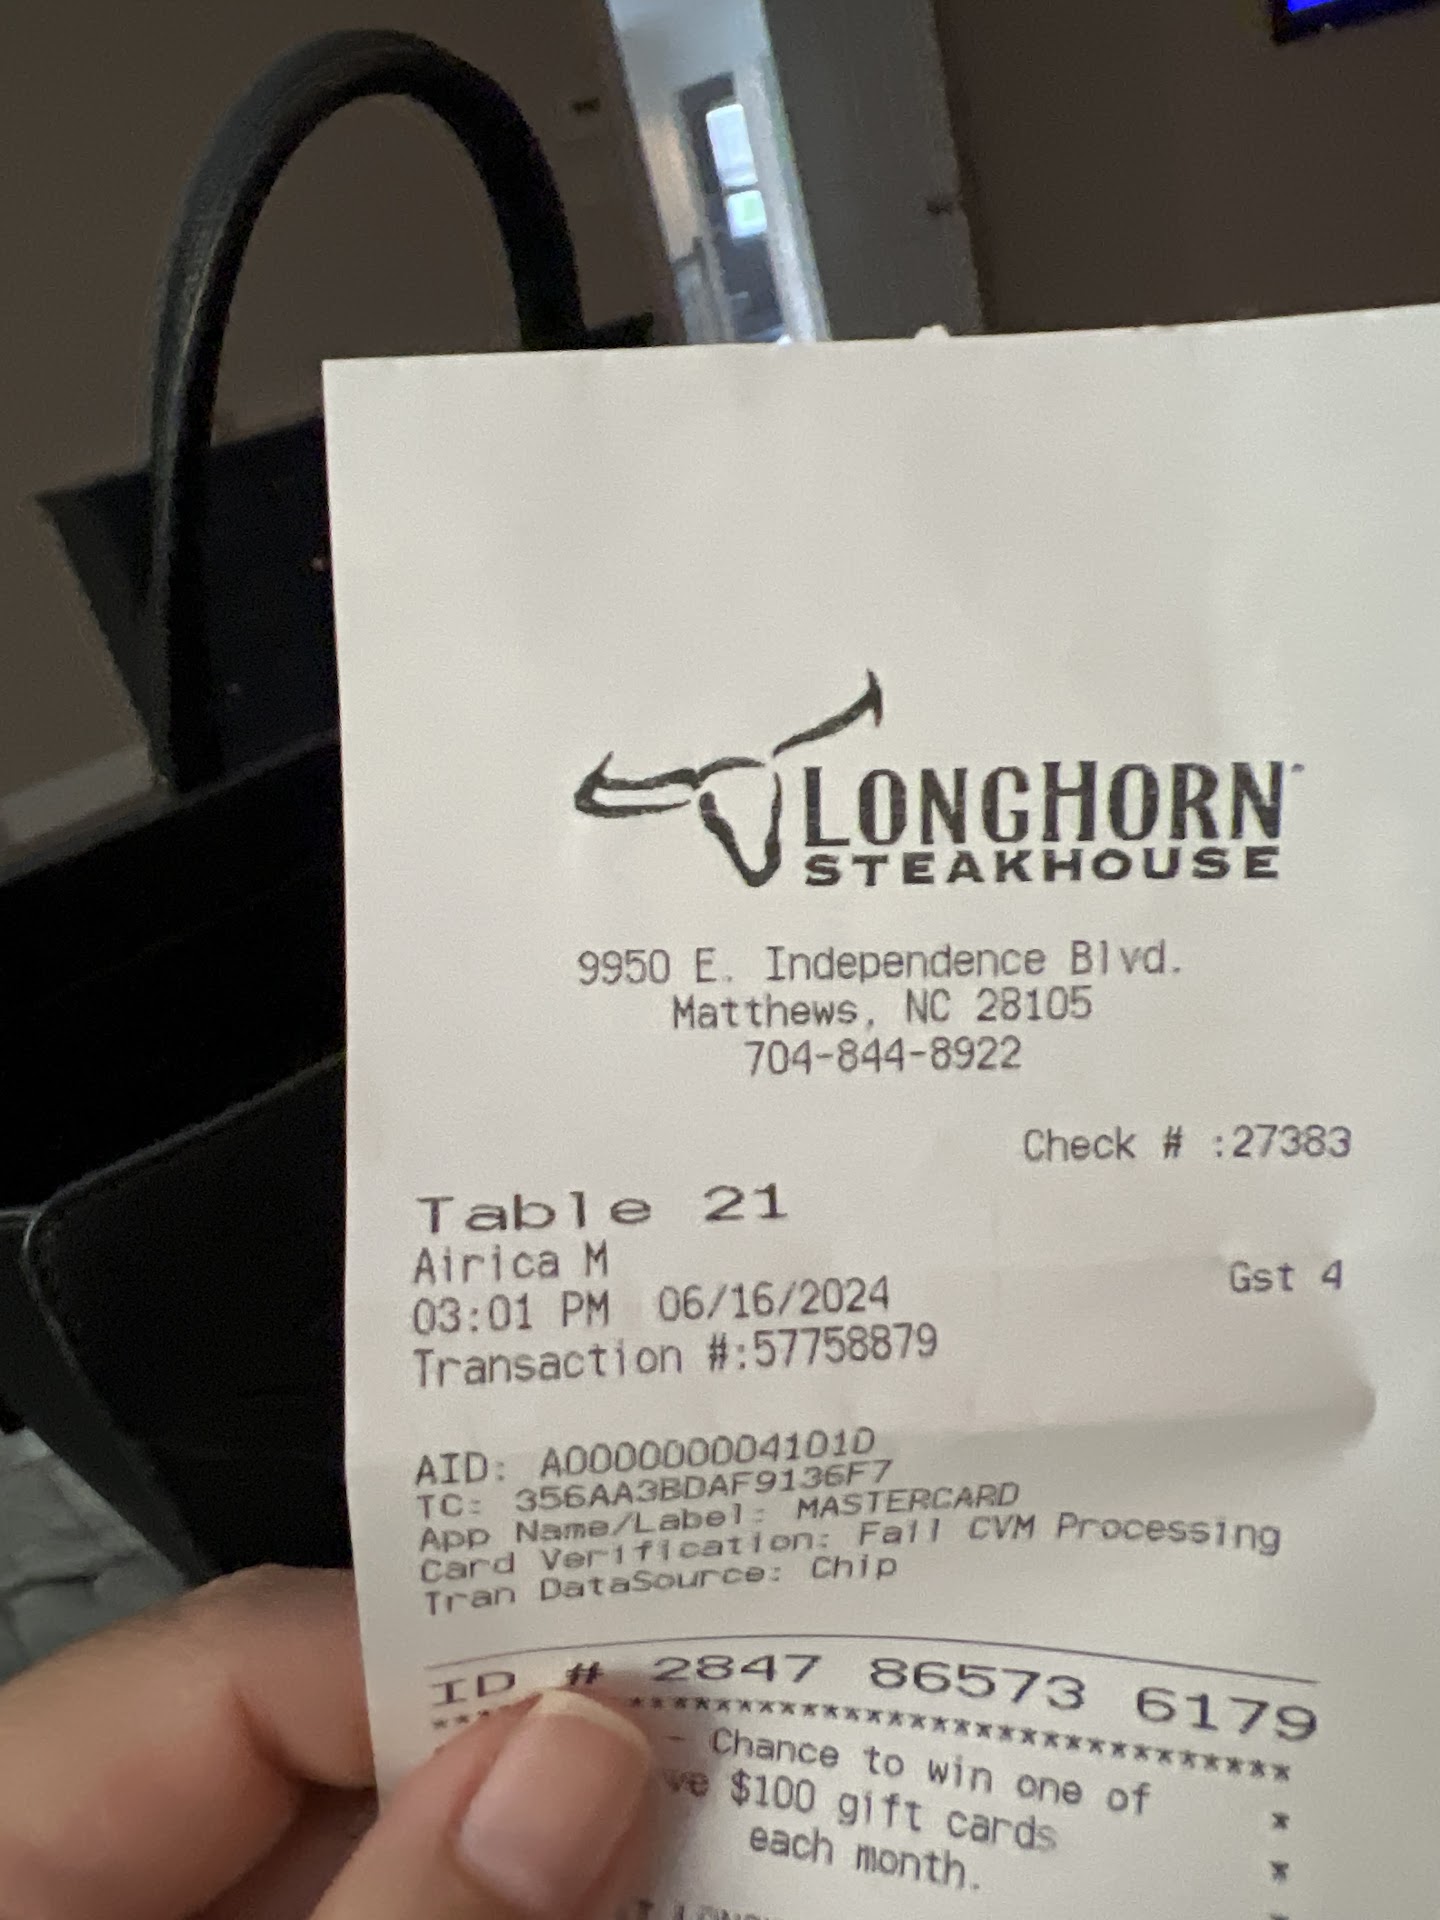 LONGHORN
STEAKHOUSE
9950 E. Independence Blvd.
Matthews, NC 28105
704-844-8922
Check # :27383
Table 21
Airica M
Gst 4
03:01 PM 06/16/2024
Transaction #:57758879
AID: A0000000041010
TC: 356AA3BDAF9136F7
App Name/Label: MASTERCARD
Card Verification: Fail CVM Processing
Tran DataSource: Chip
ID # 2847 86573 6179
********************************
- Chance to win one of
$100 gift cards *
each month. *